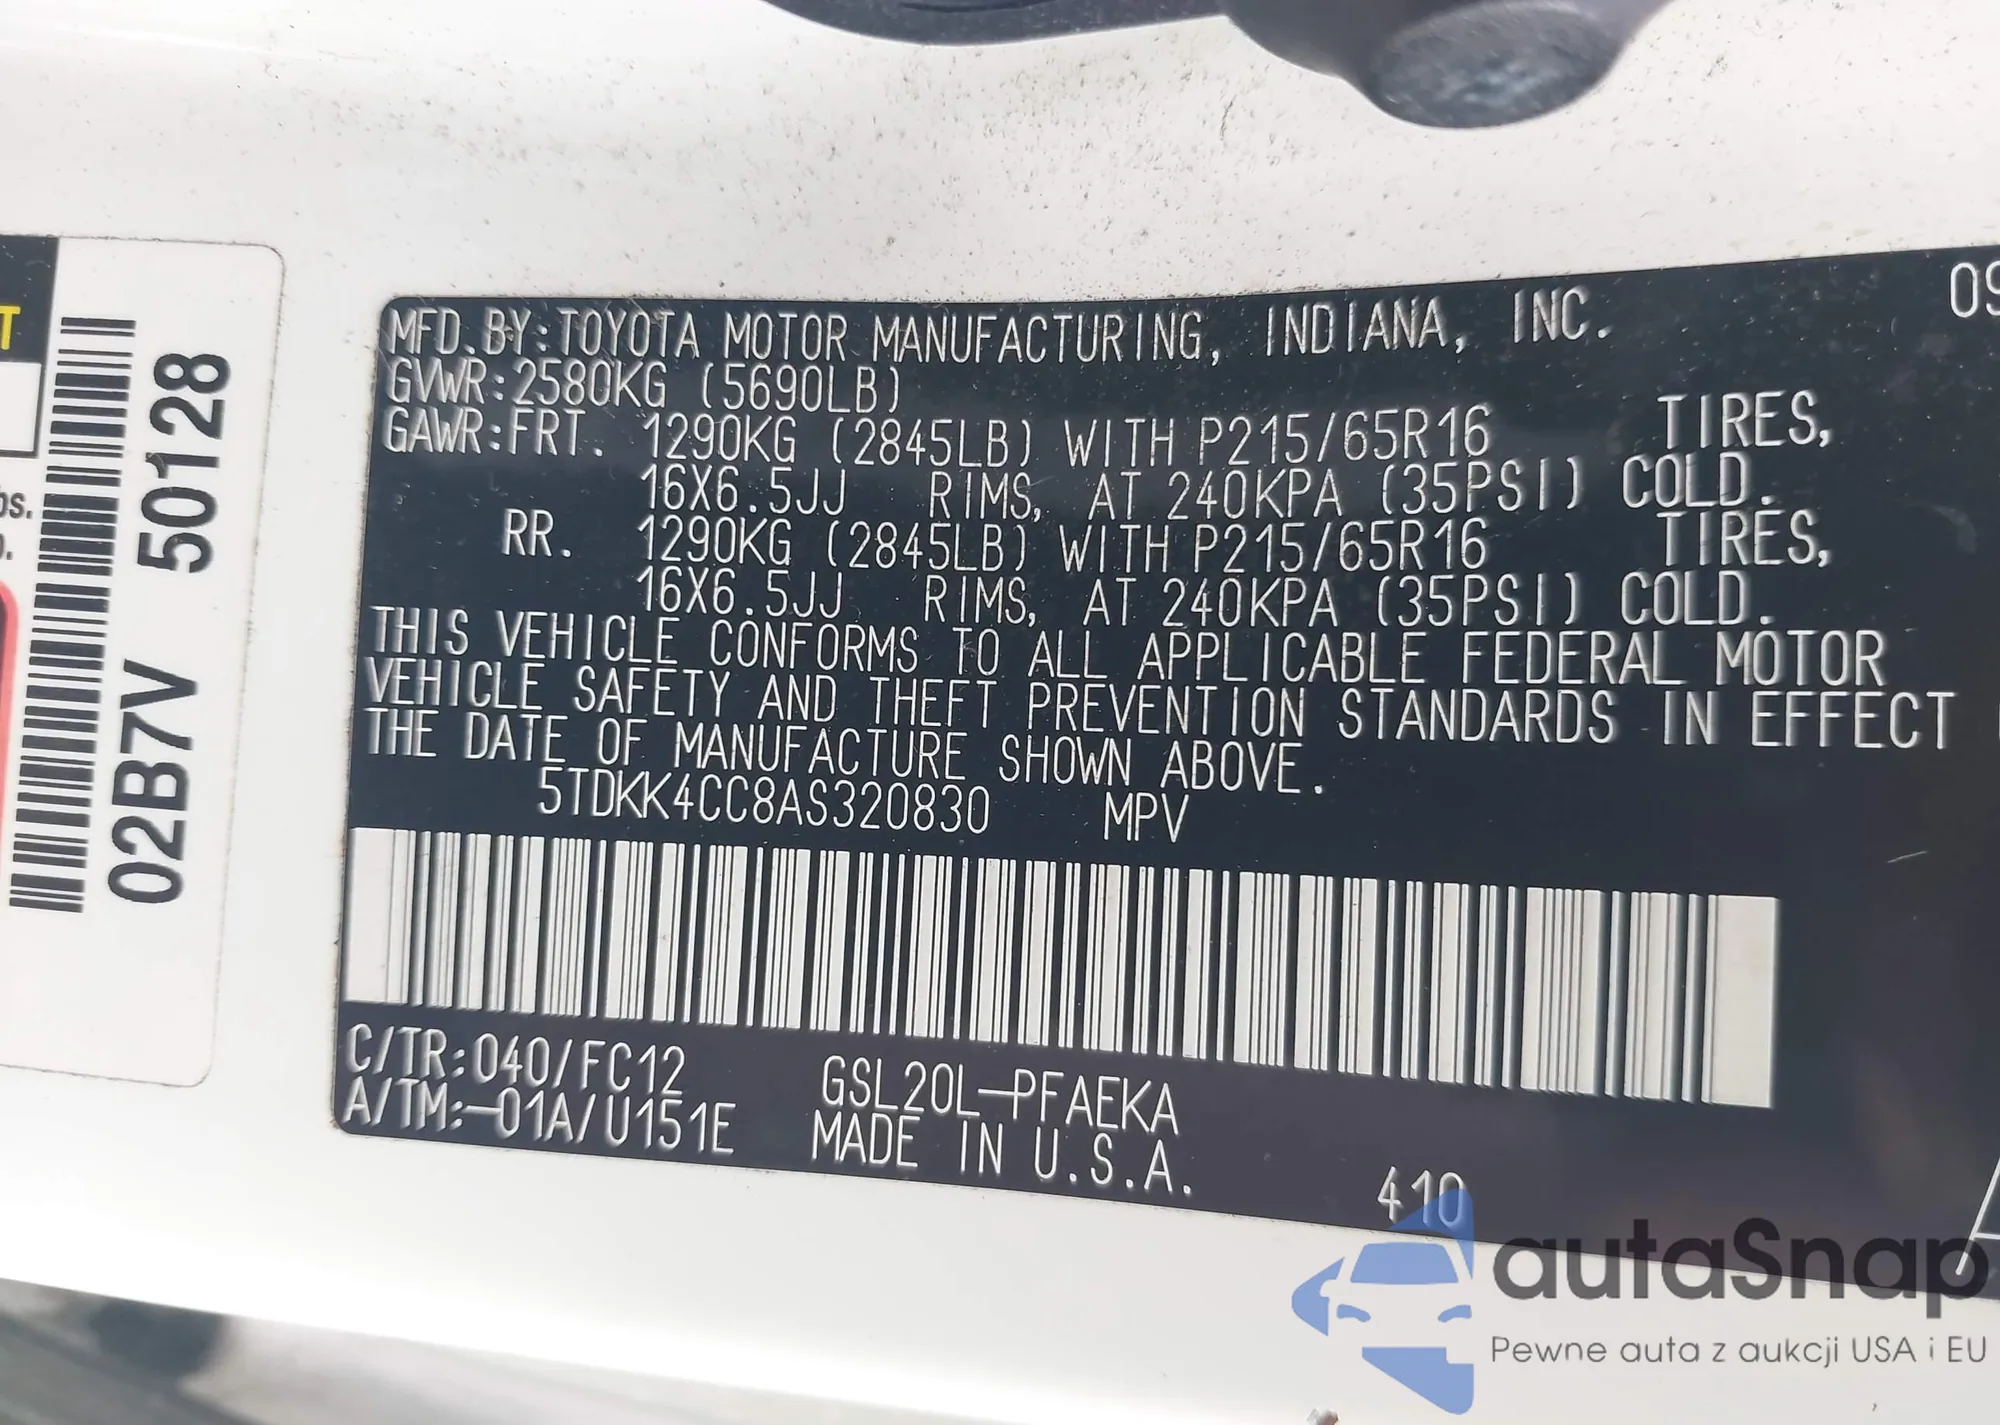 MFD.BY:TOYOTA MOTOR MANUFACTURING, INDIANA, INC.
09
GVWR:2580KG (5690LB)
GAWR:FRT. 1290KG (2845LB) WITH P215/65R16 TIRES,
16X6.5JJ RIMS, AT 240KPA (35PSI) COLD.
RR. 1290KG (2845LB) WITH P215/65R16 TIRES,
16X6.5JJ RIMS, AT 240KPA (35PSI) COLD.
THIS VEHICLE CONFORMS TO ALL APPLICABLE FEDERAL MOTOR
VEHICLE SAFETY AND THEFT PREVENTION STANDARDS IN EFFECT
THE DATE OF MANUFACTURE SHOWN ABOVE.
5TDKK4CC8AS320830 MPV
C/TR:040/FC12 GSL20L-PFAEKA
A/TM:-01A/U151E MADE IN U.S.A.
410
02B7V 50128
T
autaSnap
Pewne auta z aukcji USA i EU